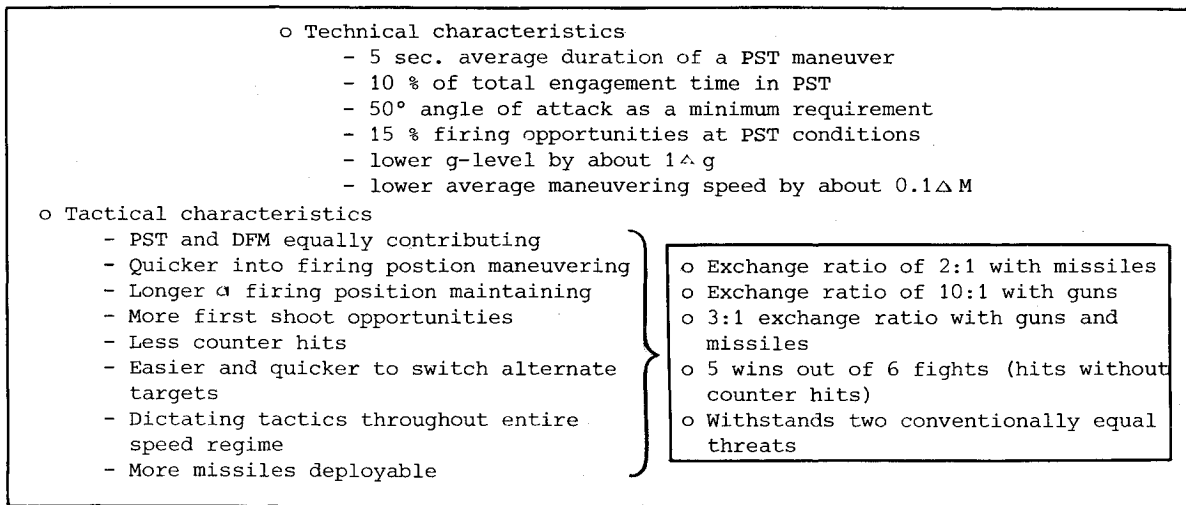 o Technical characteristics
- 5 sec. average duration of a PST maneuver
- 10 % of total engagement time in PST
- 50° angle of attack as a minimum requirement
- 15 % firing opportunities at PST conditions
- lower g-level by about 1 △ g
- lower average maneuvering speed by about 0.1 △ M
o Tactical characteristics
- PST and DFM equally contributing
- Quicker into firing postion maneuvering
- Longer a firing position maintaining
- More first shoot opportunities
- Less counter hits
- Easier and quicker to switch alternate
targets
- Dictating tactics throughout entire
speed regime
- More missiles deployable
o Exchange ratio of 2:1 with missiles
o Exchange ratio of 10:1 with guns
o 3:1 exchange ratio with guns and
missiles
o 5 wins out of 6 fights (hits without
counter hits)
o Withstands two conventionally equal
threats